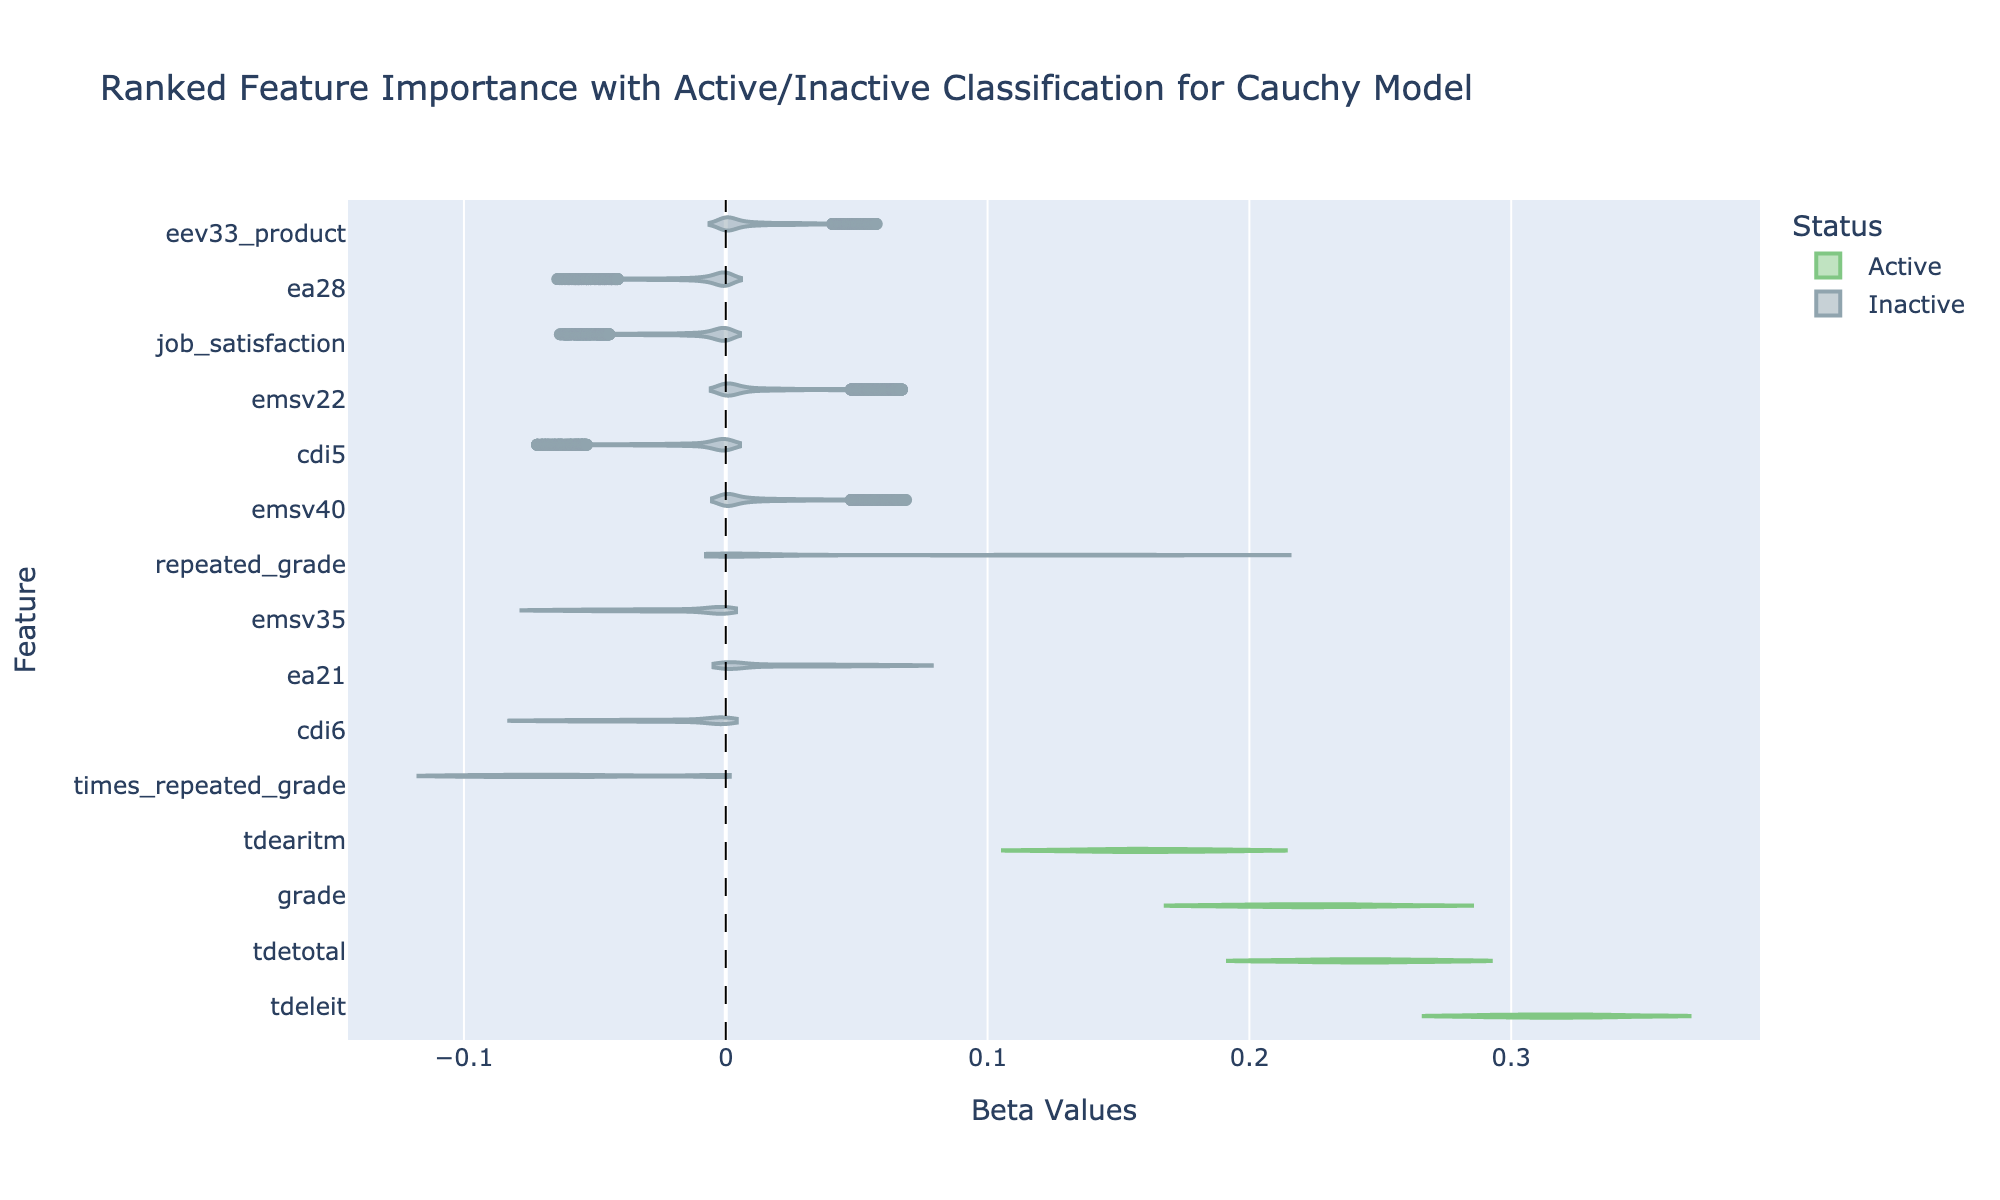 Ranked Feature Importance with Active/Inactive Classification for Cauchy Model
Status
Active
Inactive
Feature
eev33_product
ea28
job_satisfaction
emsv22
cdi5
emsv40
repeated_grade
emsv35
ea21
cdi6
times_repeated_grade
tdearitm
grade
tdetotal
tdeleit
−0.1 0 0.1 0.2 0.3
Beta Values